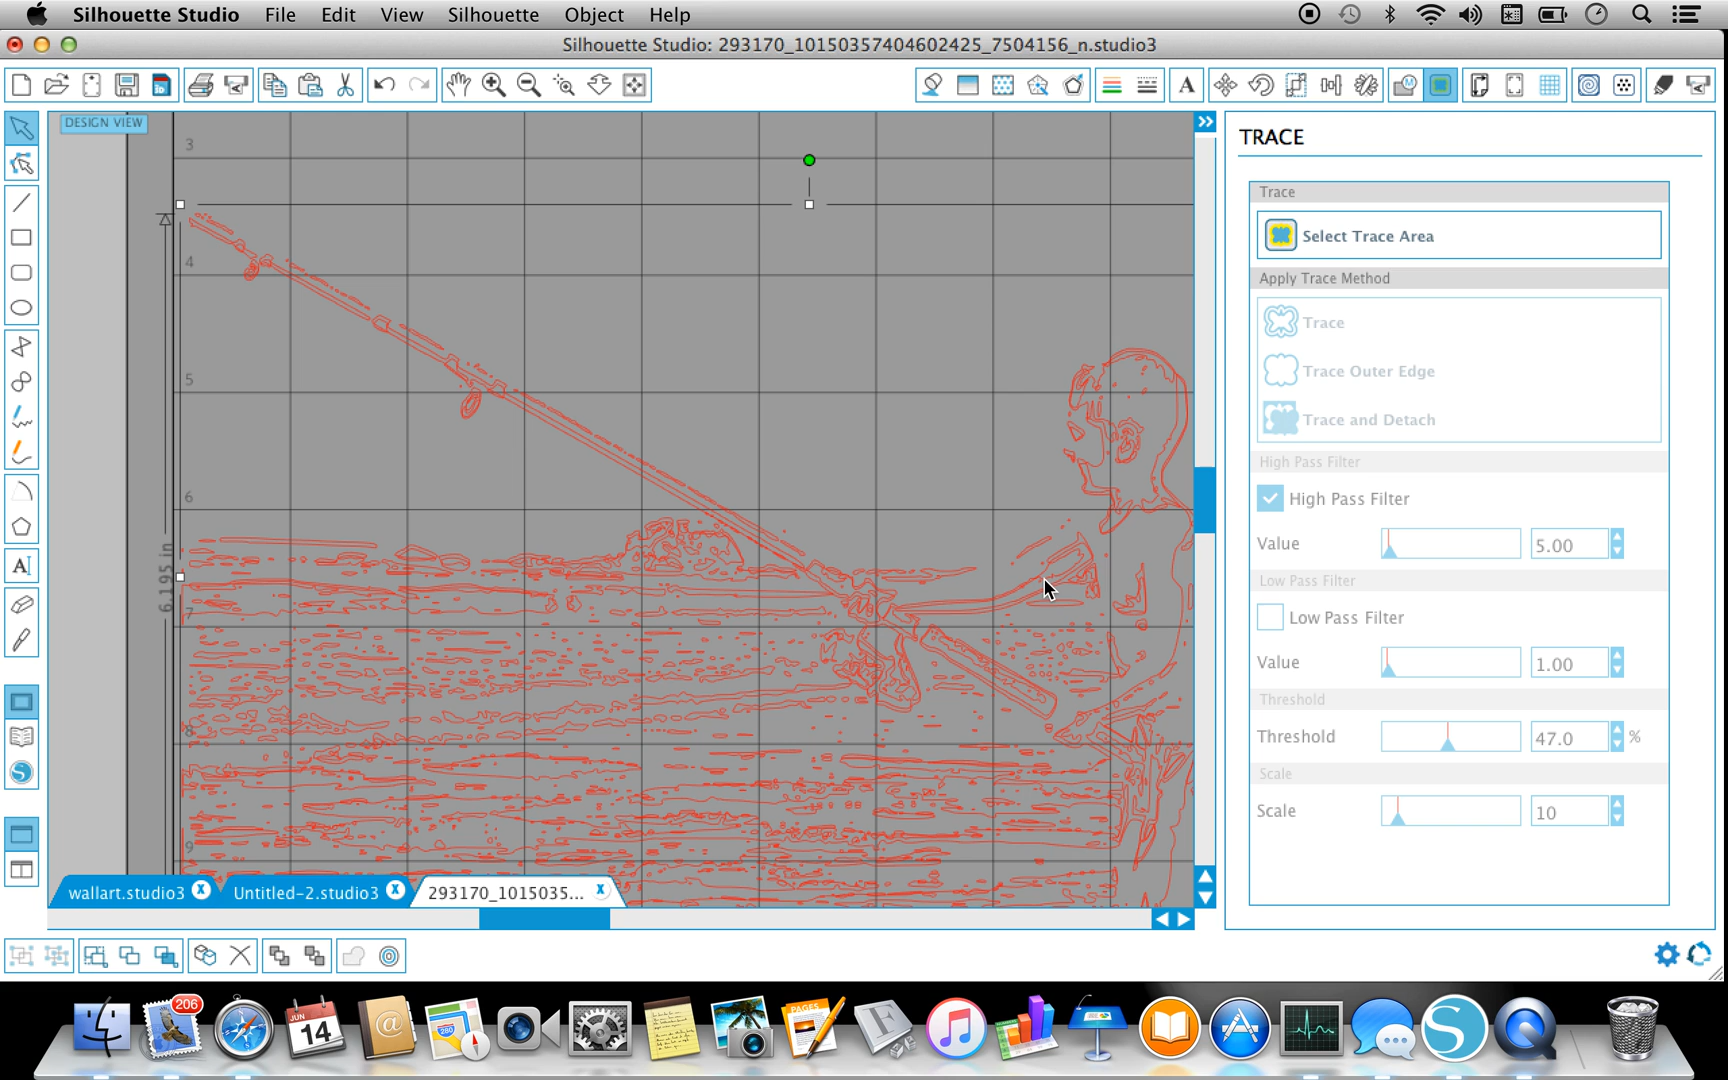 Silhouette Studio File Edit View Silhouette Object Help
Silhouette Studio: 293170_10150357404602425_7504156_n.studio3
DESIGN VIEW
TRACE
Trace
Select Trace Area
Apply Trace Method
Trace
Trace Outer Edge
Trace and Detach
High Pass Filter
High Pass Filter
Value 5.00
Low Pass Filter
Low Pass Filter
Value 1.00
Threshold
Threshold 47.0 %
Scale
Scale 10
3
4
5
6
7
8
9
6.195 in
wallart.studio3 Untitled-2.studio3 293170_1015035...
206
JUN
14
280
PAGES